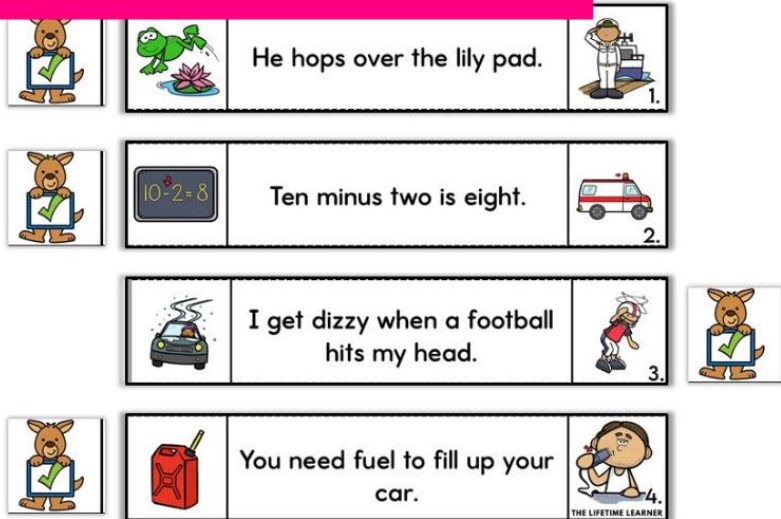 He hops over the lily pad.
1.
10-2=8
Ten minus two is eight.
2.
I get dizzy when a football
hits my head.
3.
You need fuel to fill up your
car.
4.
THE LIFETIME LEARNER